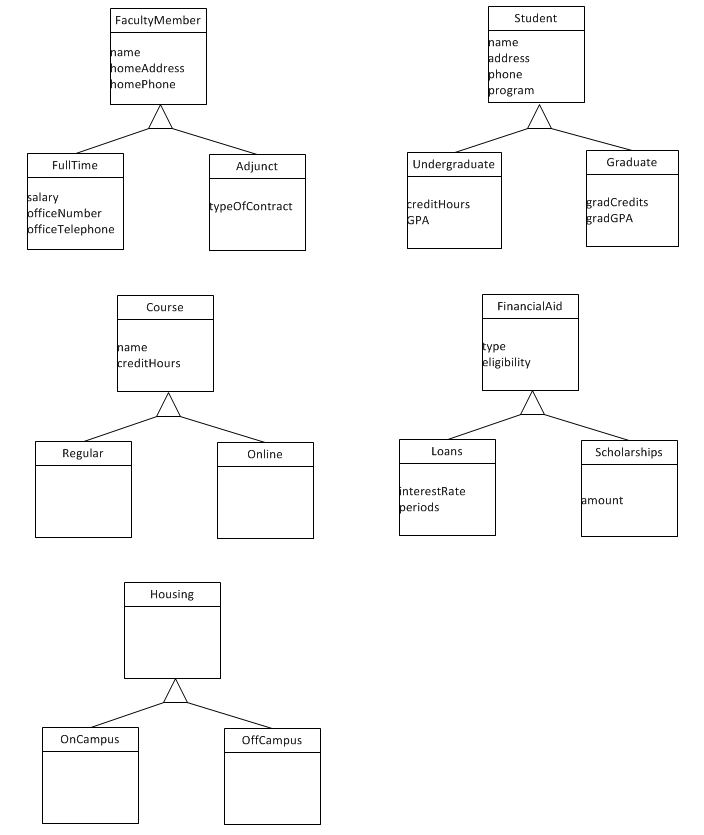 FacultyMember
name
homeAddress
homePhone
FullTime
salary
officeNumber
officeTelephone
Adjunct
typeOfContract
Student
name
address
phone
program
Undergraduate
creditHours
GPA
Graduate
gradCredits
gradGPA
Course
name
creditHours
Regular
Online
FinancialAid
type
eligibility
Loans
interestRate
periods
Scholarships
amount
Housing
OnCampus
OffCampus